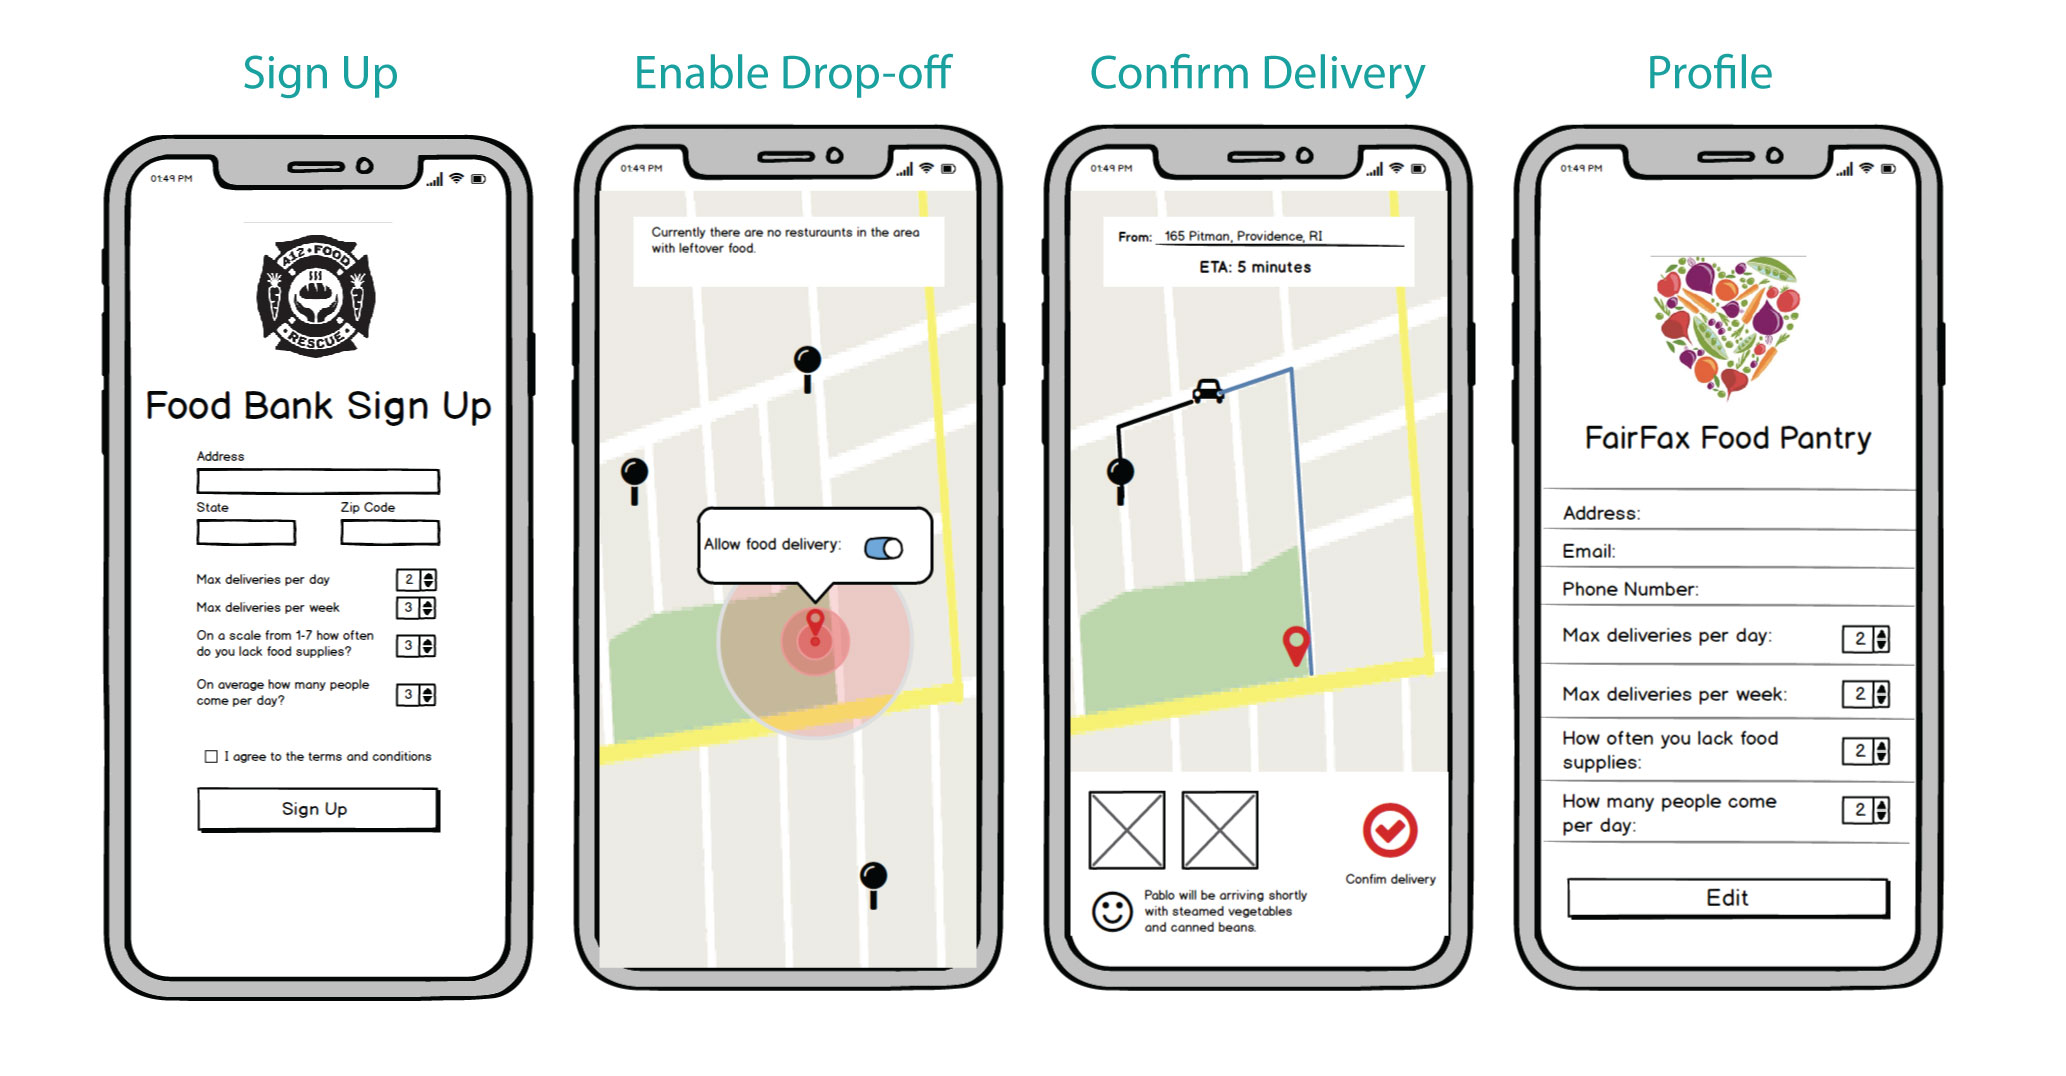 Sign Up
Enable Drop-off
Confirm Delivery
Profile
01:49 PM
A12 • FOOD
• RESCUE •
Food Bank Sign Up
Address
State Zip Code
Max deliveries per day 2
Max deliveries per week 3
On a scale from 1-7 how often
do you lack food supplies? 3
On average how many people
come per day? 3
I agree to the terms and conditions
Sign Up
01:49 PM
Currently there are no resturaunts in the area
with leftover food.
Allow food delivery:
01:49 PM
From: 165 Pitman, Providence, RI
ETA: 5 minutes
Confim delivery
Pablo will be arriving shortly
with steamed vegetables
and canned beans.
01:49 PM
FairFax Food Pantry
Address:
Email:
Phone Number:
Max deliveries per day: 2
Max deliveries per week: 2
How often you lack food
supplies: 2
How many people come
per day: 2
Edit